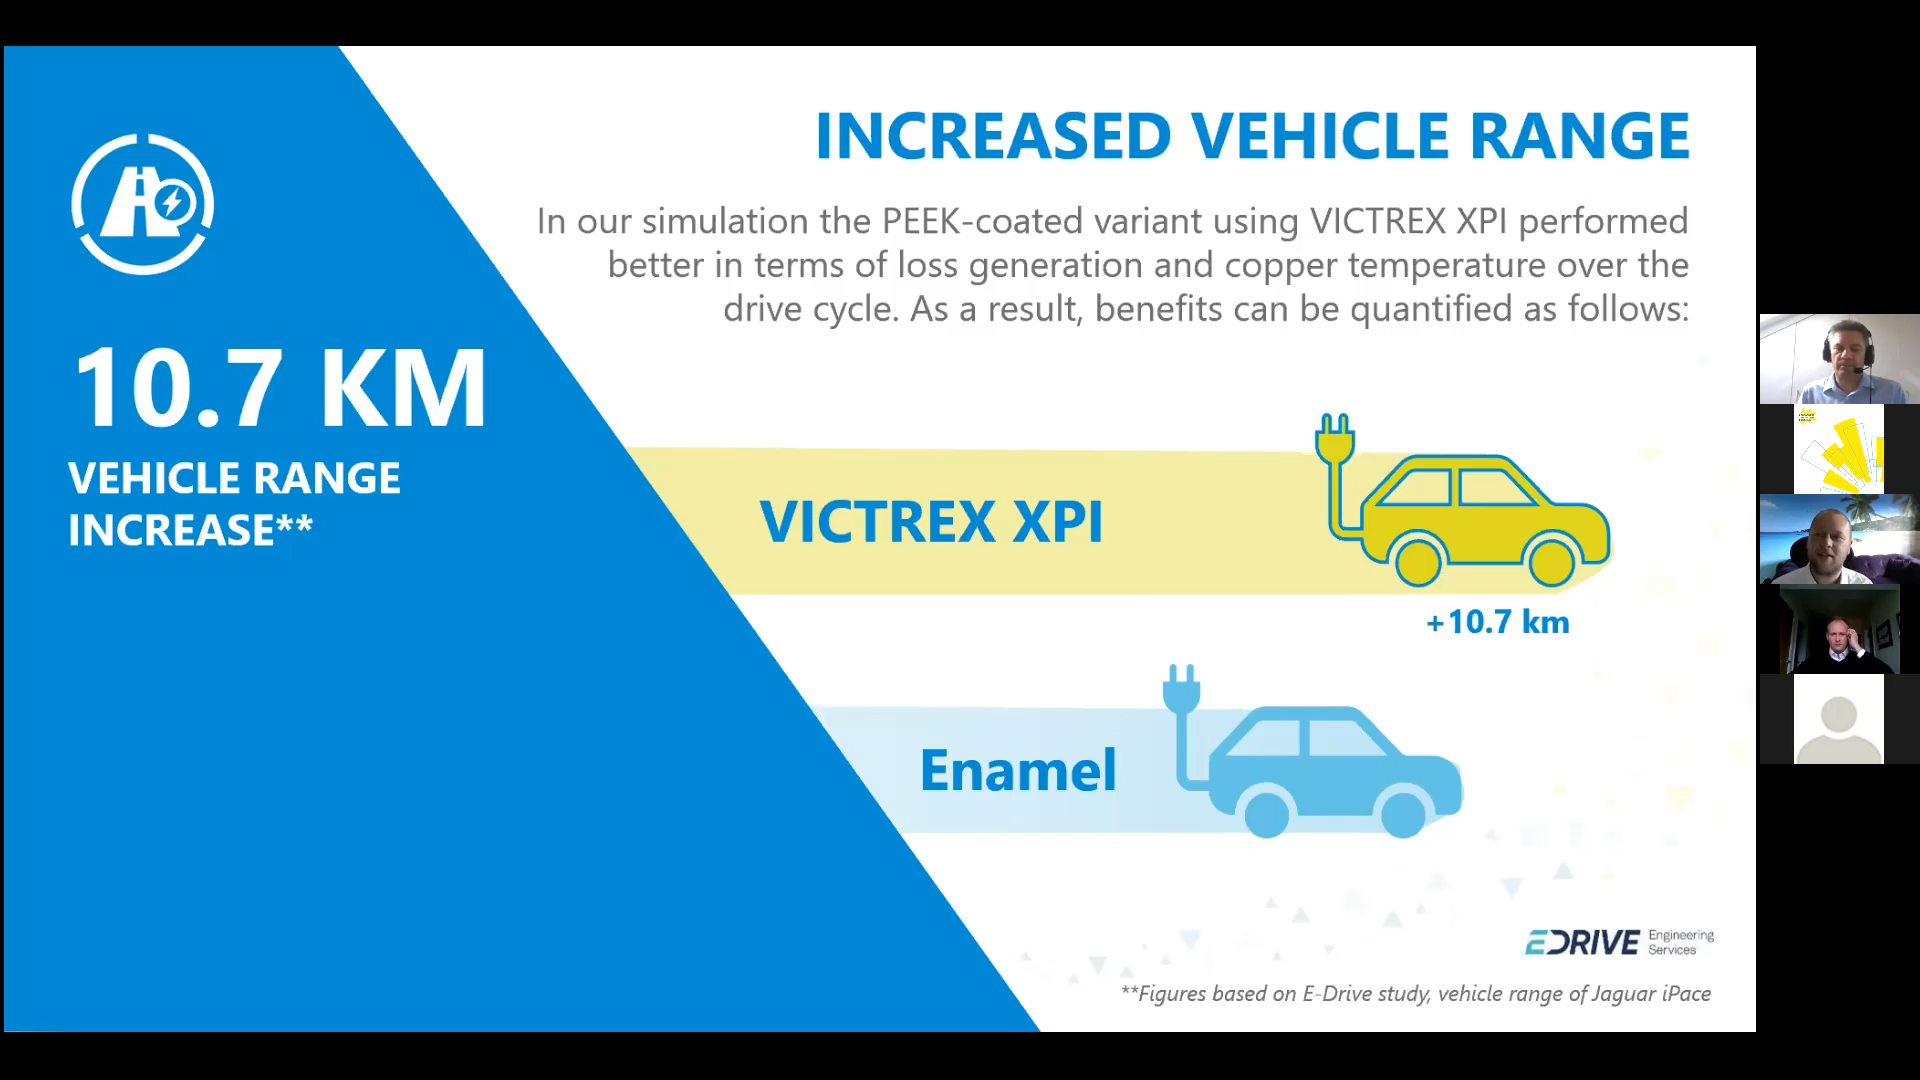 INCREASED VEHICLE RANGE
In our simulation the PEEK-coated variant using VICTREX XPI performed
better in terms of loss generation and copper temperature over the
drive cycle. As a result, benefits can be quantified as follows:
10.7 KM
VEHICLE RANGE
INCREASE**
VICTREX XPI
+10.7 km
Enamel
EDRIVE Engineering
Services
**Figures based on E-Drive study, vehicle range of Jaguar iPace